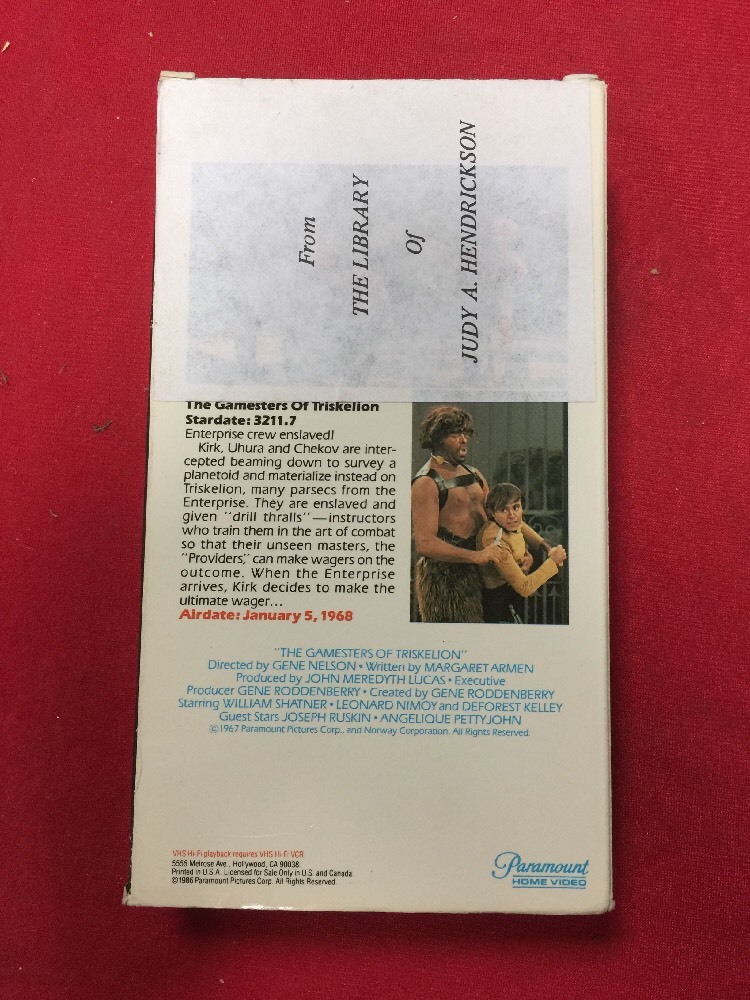 From
THE LIBRARY
Of
JUDY A. HENDRICKSON
The Gamesters Of Triskelion
Stardate: 3211.7
Enterprise crew enslaved!
Kirk, Uhura and Chekov are inter-
cepted beaming down to survey a
planetoid and materialize instead on
Triskelion, many parsecs from the
Enterprise. They are enslaved and
given "drill thralls"—instructors
who train them in the art of combat
so that their unseen masters, the
"Providers," can make wagers on the
outcome. When the Enterprise
arrives, Kirk decides to make the
ultimate wager...
Airdate: January 5, 1968
"THE GAMESTERS OF TRISKELION"
Directed by GENE NELSON • Written by MARGARET ARMEN
Produced by JOHN MEREDYTH LUCAS • Executive
Producer GENE RODDENBERRY • Created by GENE RODDENBERRY
Starring WILLIAM SHATNER • LEONARD NIMOY and DEFOREST KELLEY
Guest Stars JOSEPH RUSKIN • ANGELIQUE PETTYJOHN
©1967 Paramount Pictures Corp., and Norway Corporation. All Rights Reserved.
VHS Hi-Fi playback requires VHS Hi-Fi VCR.
5555 Melrose Ave., Hollywood, CA 90038.
Printed in U.S.A. Licensed for Sale Only in U.S. and Canada.
©1986 Paramount Pictures Corp. All Rights Reserved.
Paramount
HOME VIDEO